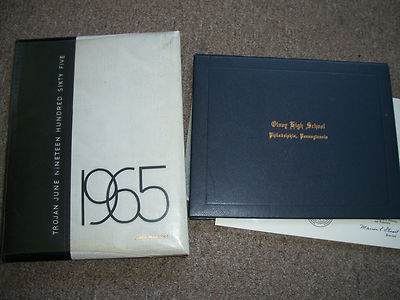 TROJAN JUNE NINETEEN HUNDRED SIXTY FIVE
1965
Olney High School
Philadelphia, Pennsylvania